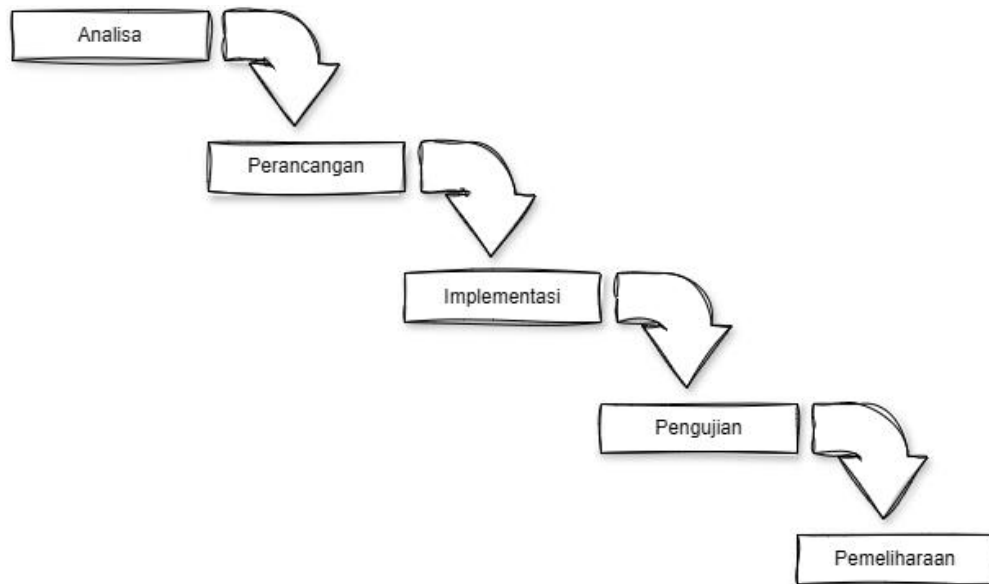 Analisa
Perancangan
Implementasi
Pengujian
Pemeliharaan